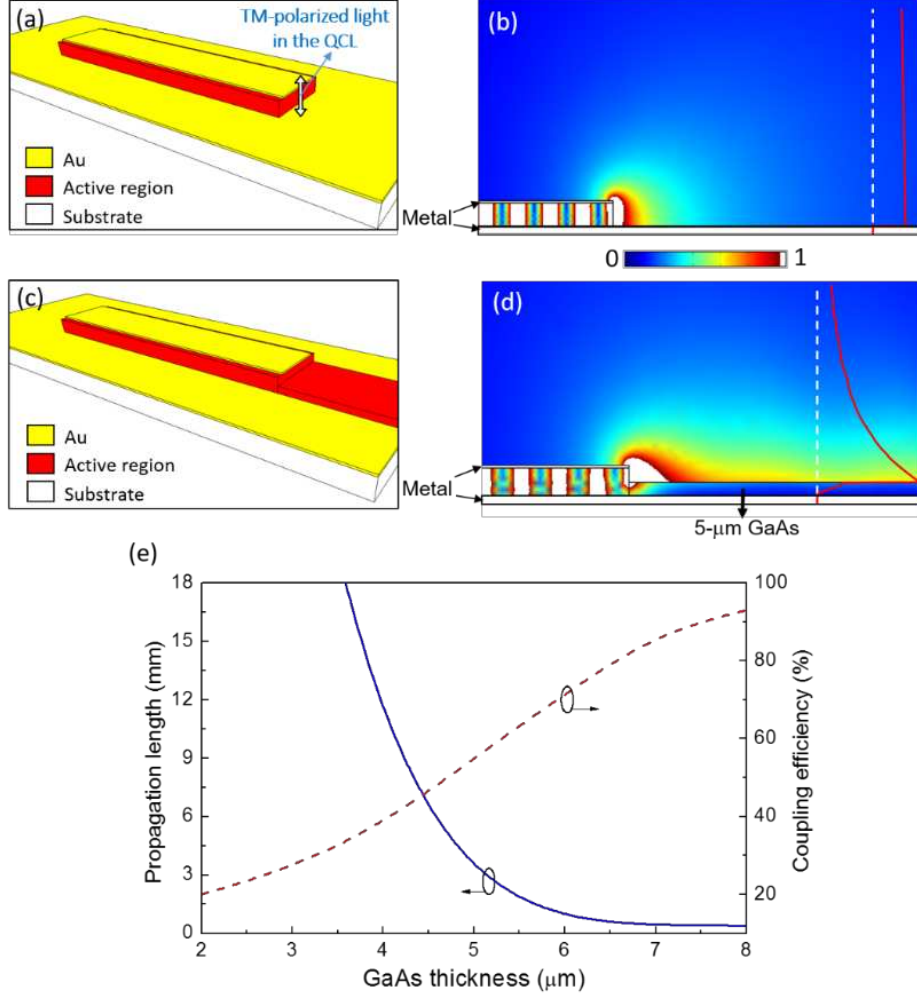 (a)
TM-polarized light
in the QCL
Au
Active region
Substrate
(b)
Metal
0 1
(c)
Au
Active region
Substrate
(d)
Metal
5-μm GaAs
(e)
Propagation length (mm)
18
15
12
9
6
3
0
2 3 4 5 6 7 8
GaAs thickness (μm)
100
80
60
40
20
Coupling efficiency (%)